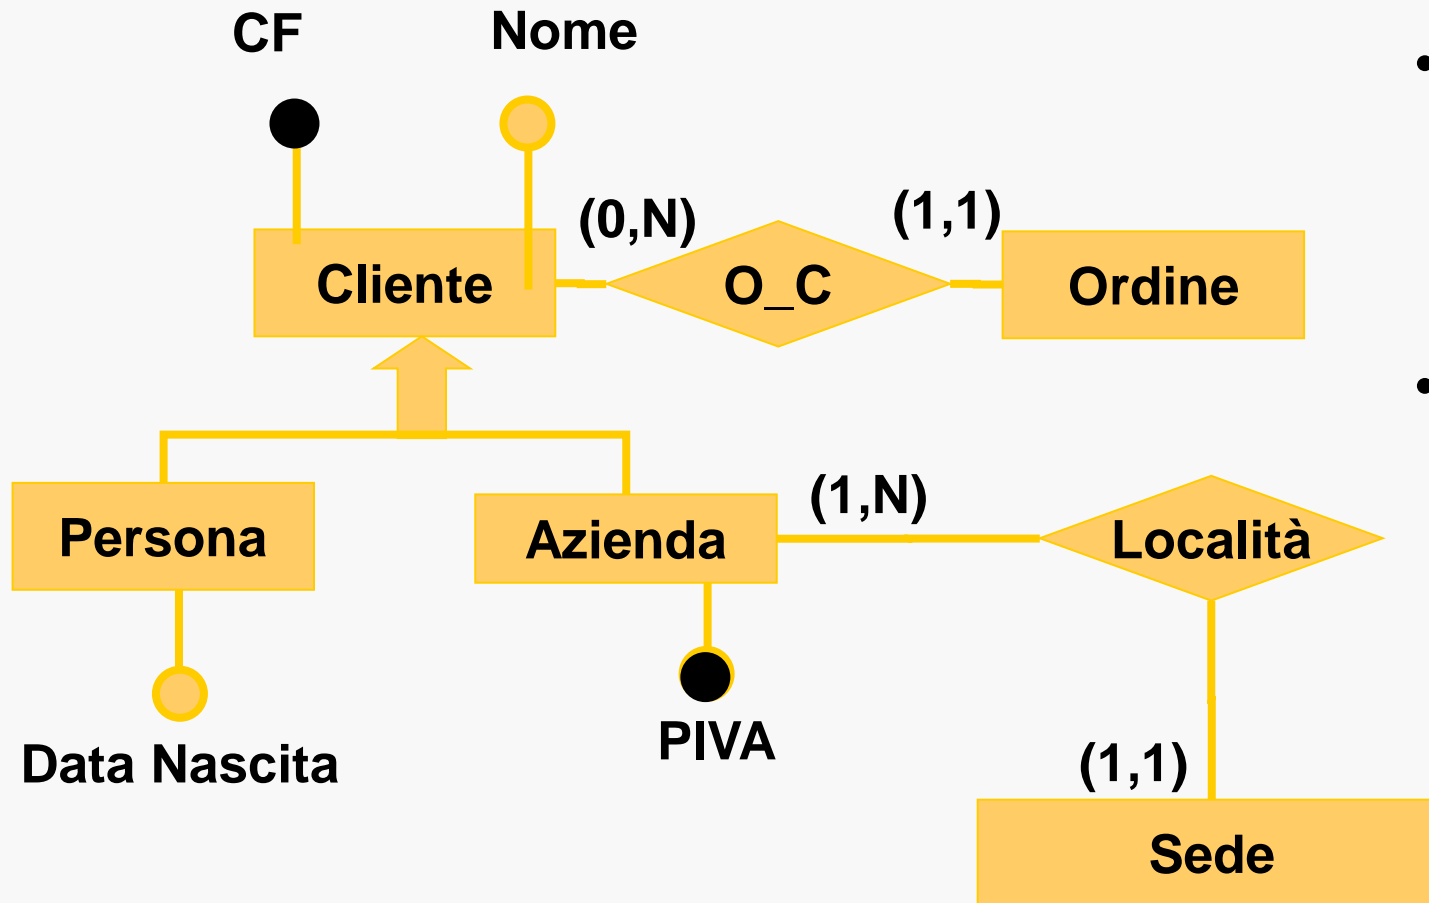 CF
Nome
(0,N)
(1,1)
Cliente
O_C
Ordine
(1,N)
Persona
Azienda
Località
PIVA
Data Nascita
(1,1)
Sede